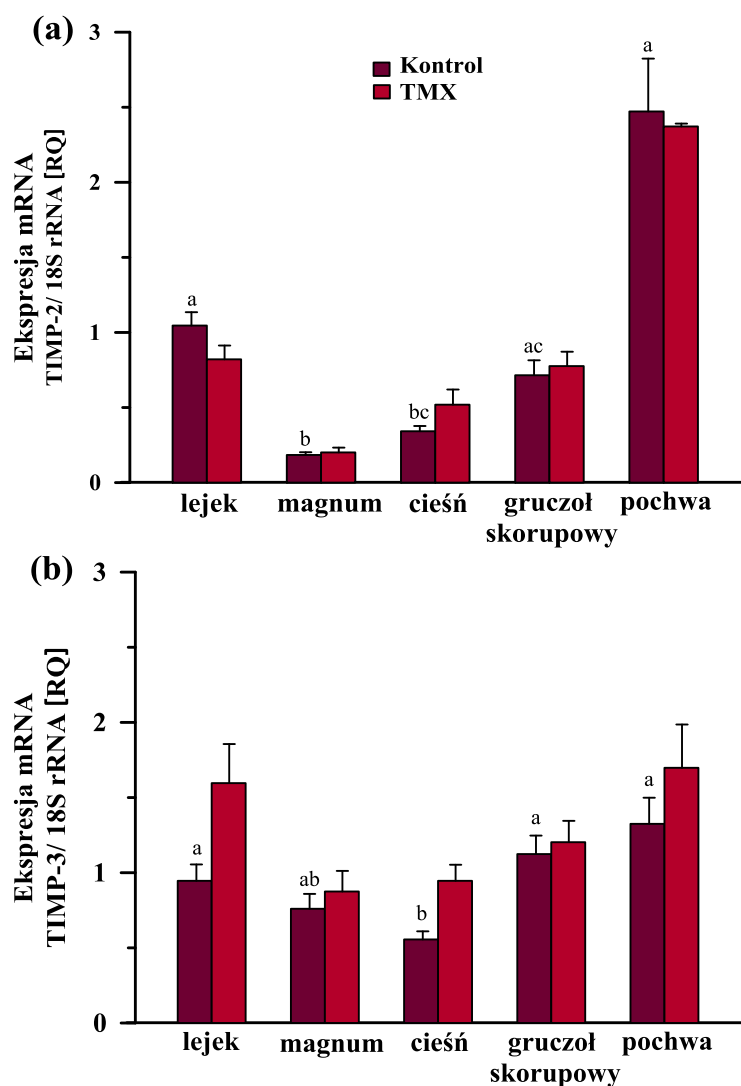 (a)
Ekspresja mRNA
TIMP-2/ 18S rRNA [RQ]
3
2
1
0
Kontrol
TMX
a
b
bc
ac
a
lejek
magnum
cieśń
gruczoł
skorupowy
pochwa
(b)
Ekspresja mRNA
TIMP-3/ 18S rRNA [RQ]
3
2
1
0
a
ab
b
a
a
lejek
magnum
cieśń
gruczoł
skorupowy
pochwa